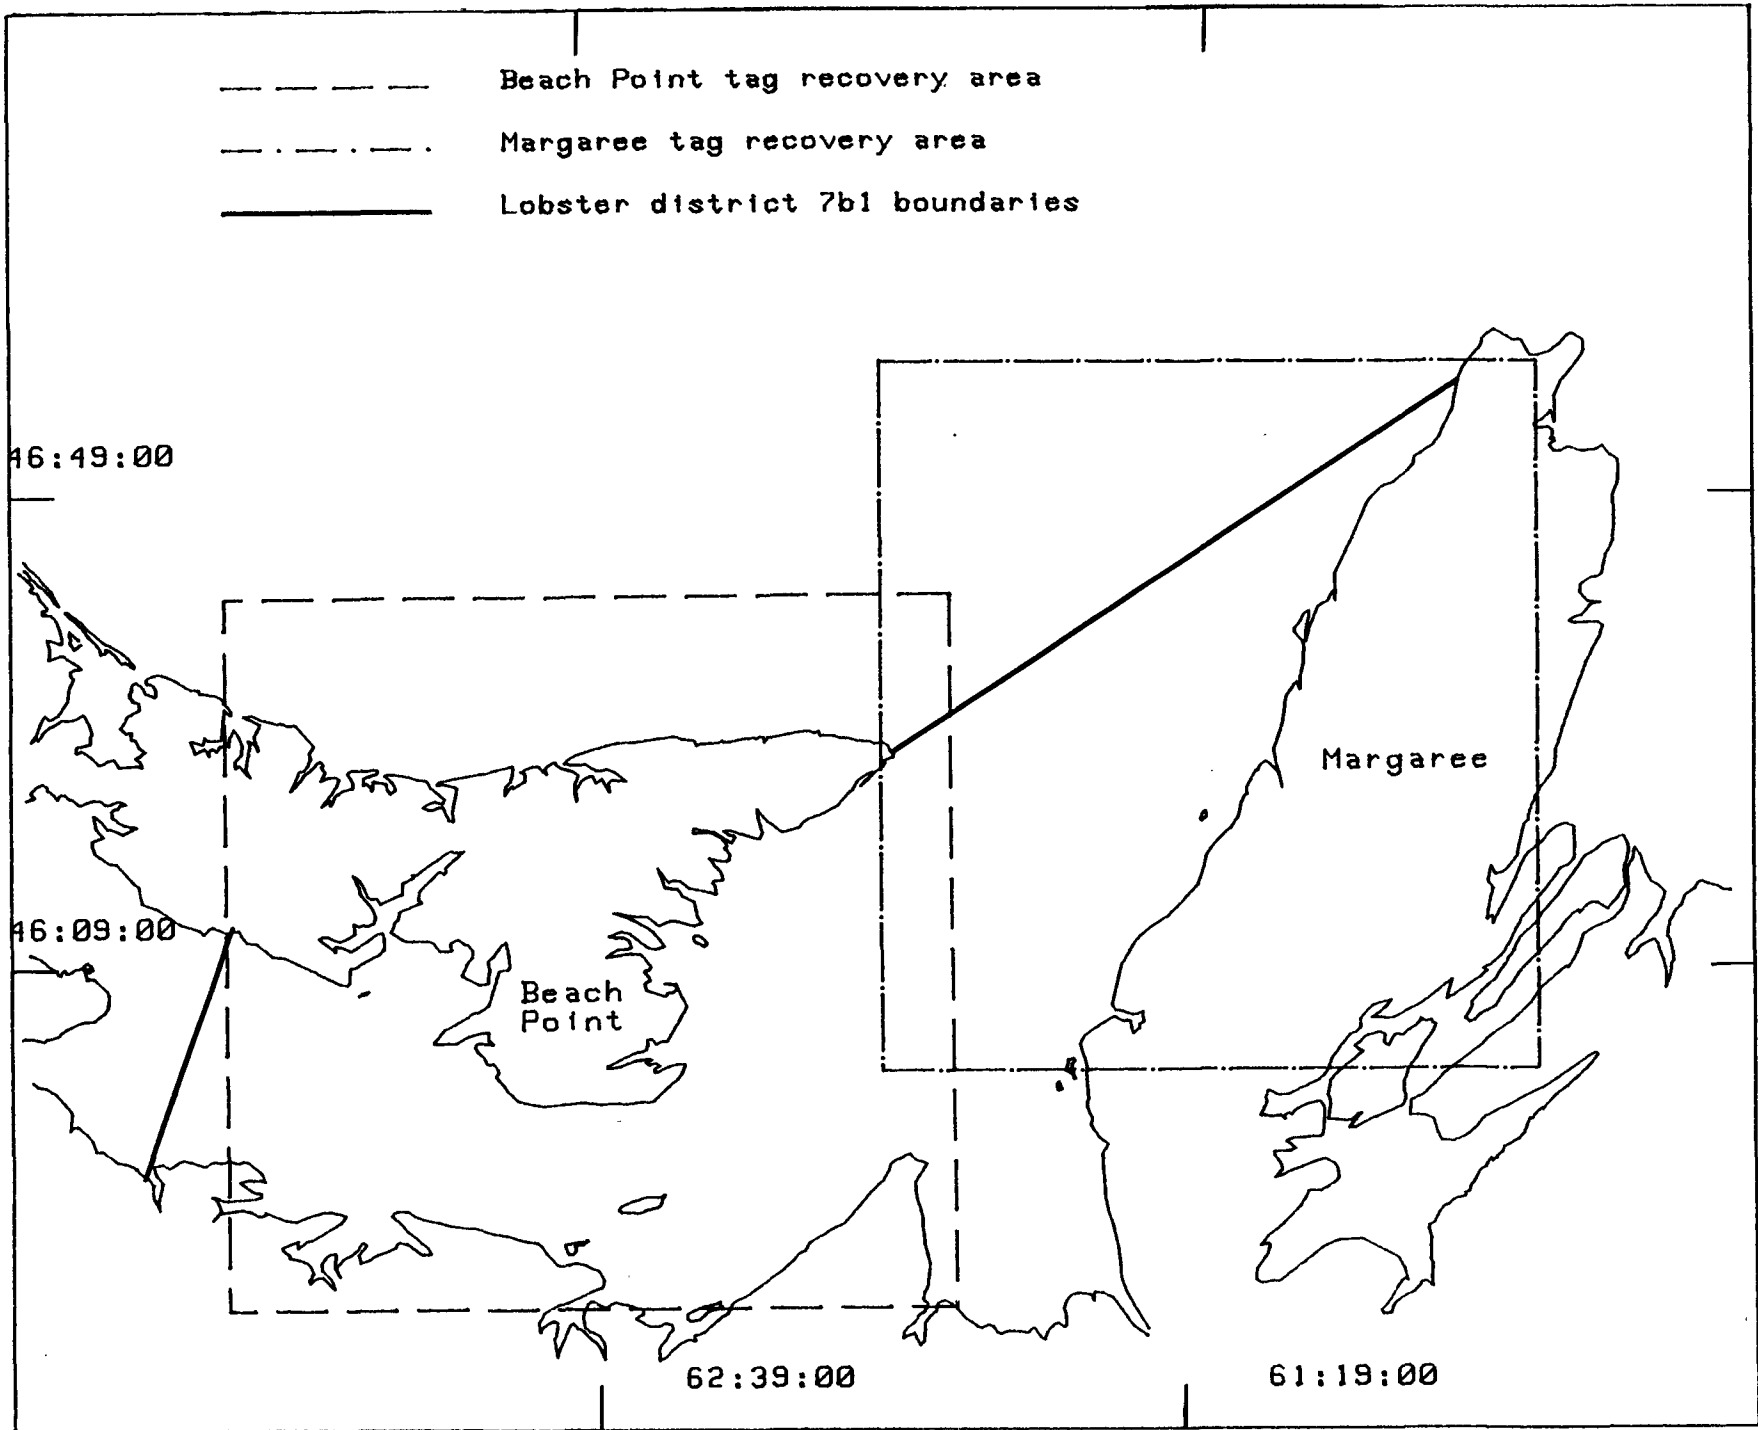 Beach Point tag recovery area
Margaree tag recovery area
Lobster district 7b1 boundaries
46:49:00
Margaree
46:09:00
Beach
Point
62:39:00
61:19:00